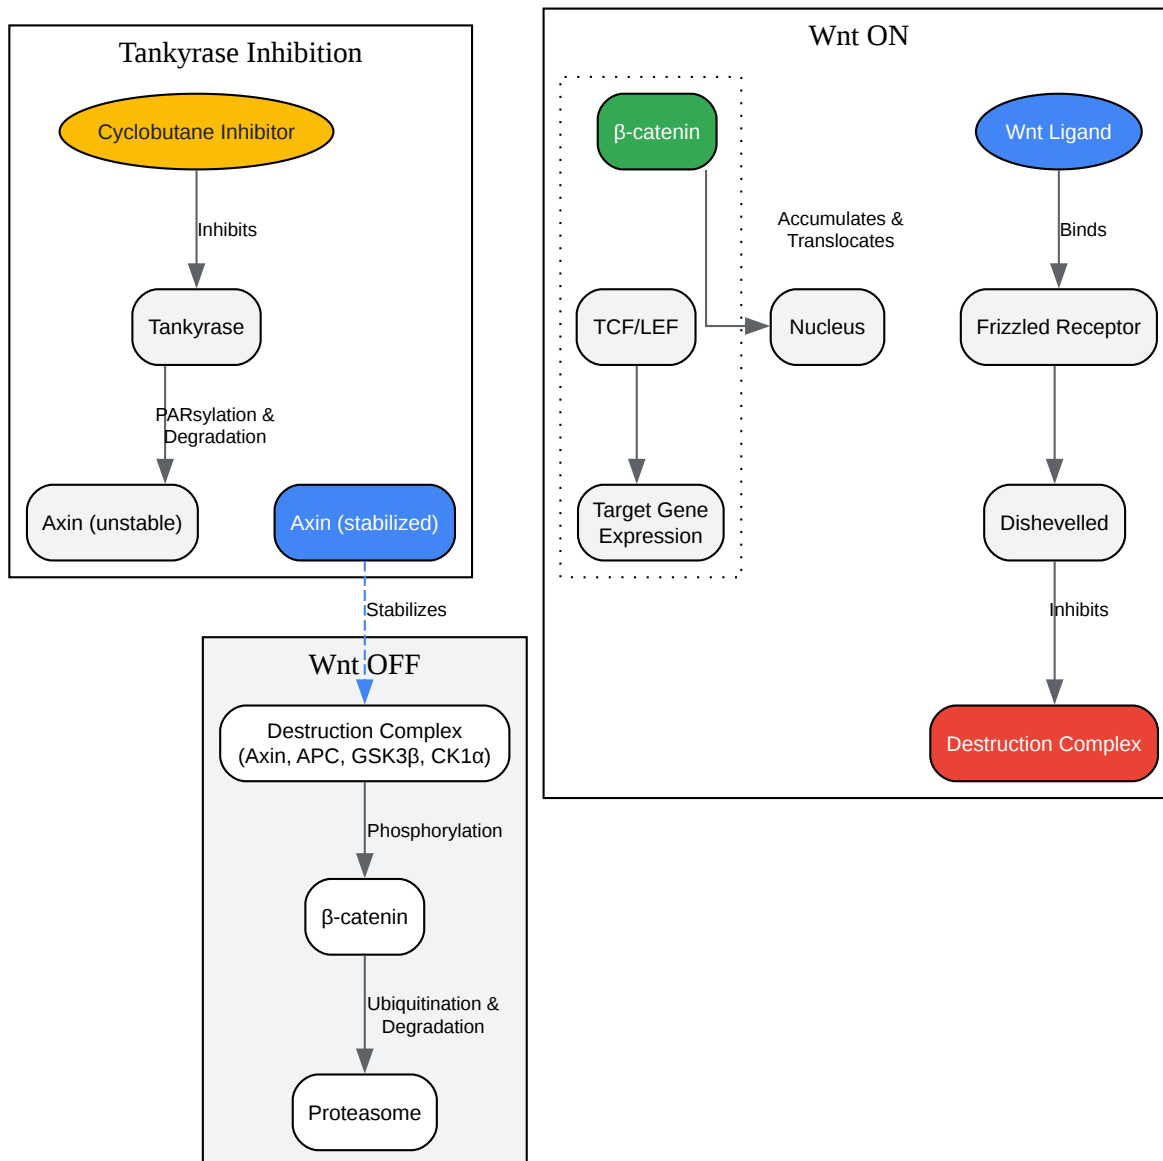 Tankyrase Inhibition
Cyclobutane Inhibitor
Inhibits
Tankyrase
PARsylation &
Degradation
Axin (unstable)
Axin (stabilized)
Stabilizes
Wnt OFF
Destruction Complex
(Axin, APC, GSK3β, CK1α)
Phosphorylation
β-catenin
Ubiquitination &
Degradation
Proteasome
Wnt ON
β-catenin
Accumulates &
Translocates
Nucleus
TCF/LEF
Target Gene
Expression
Wnt Ligand
Binds
Frizzled Receptor
Dishevelled
Inhibits
Destruction Complex